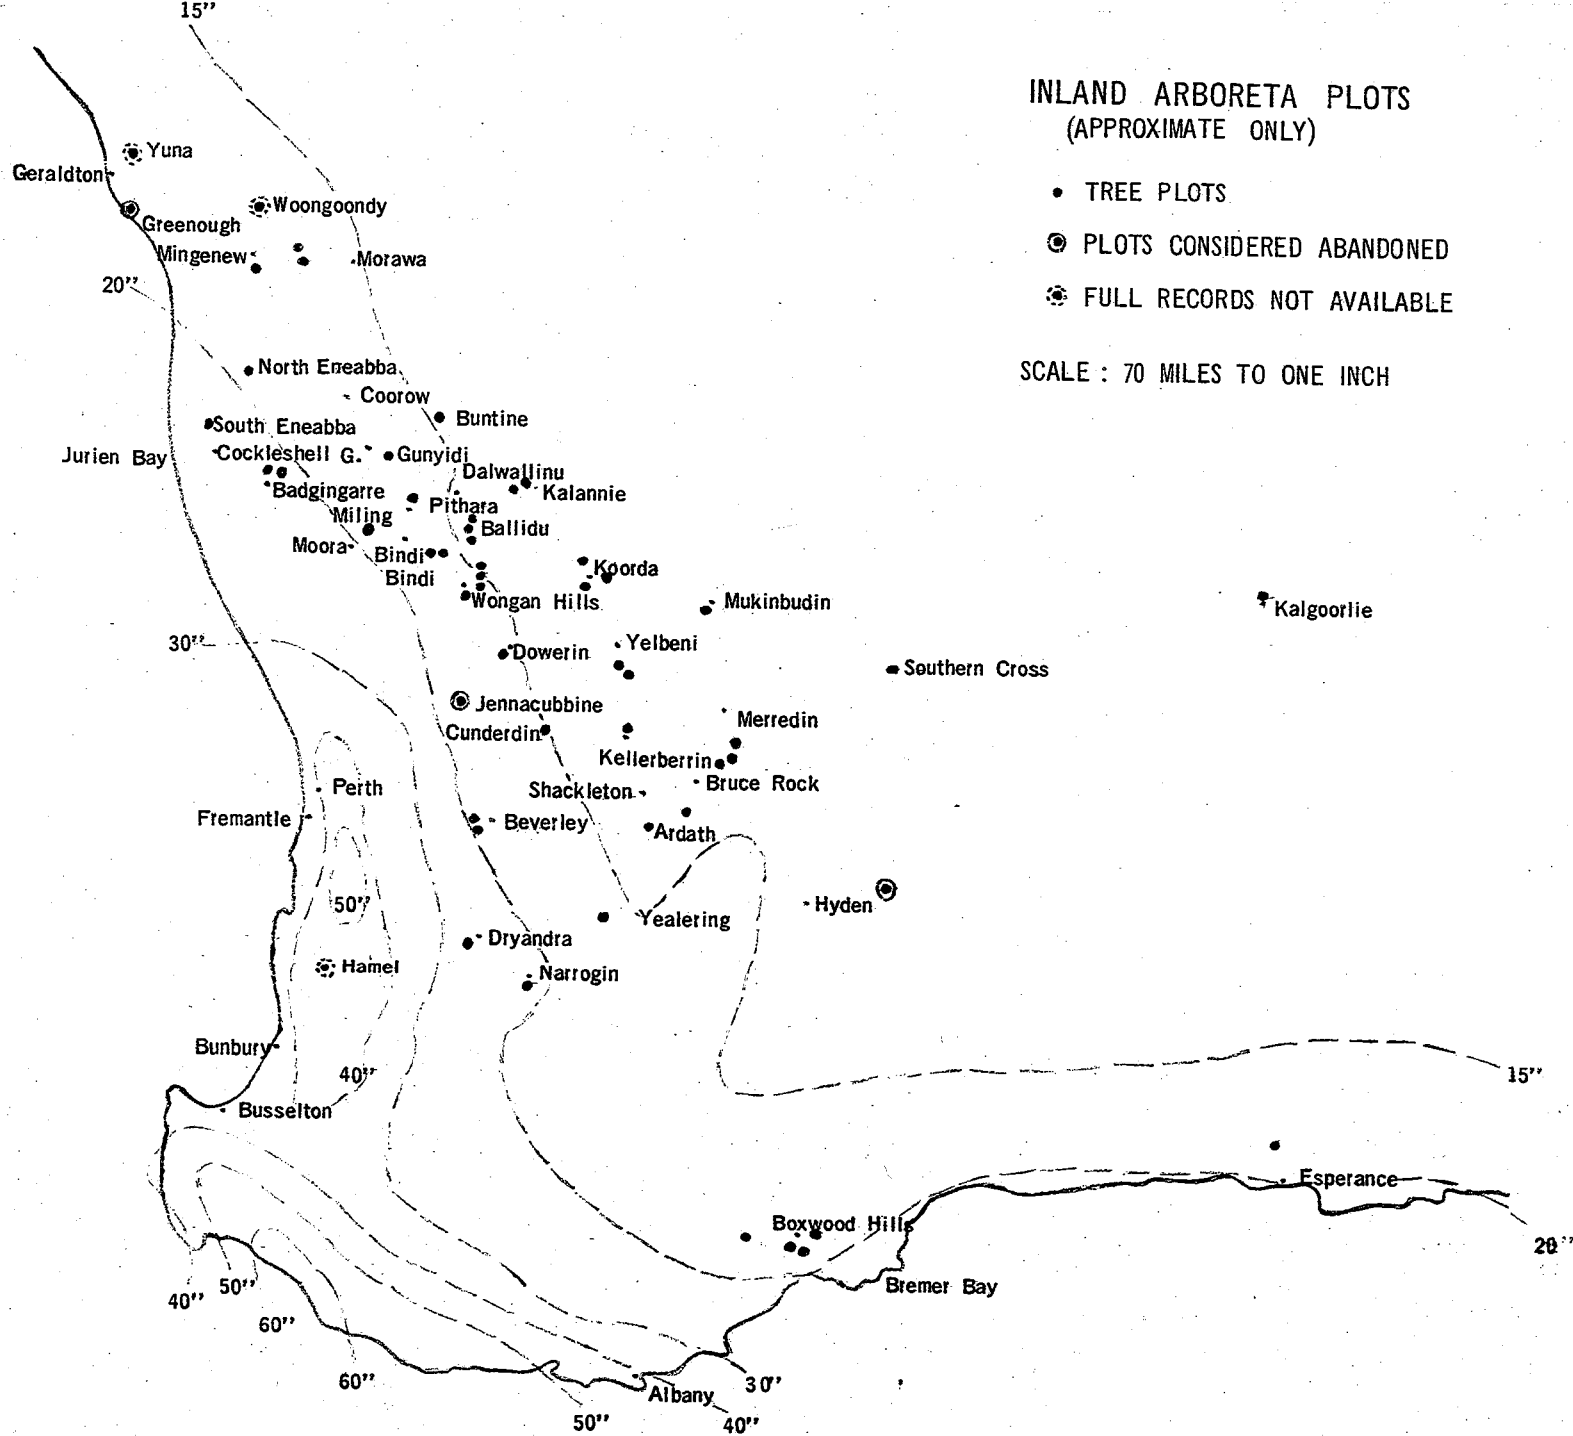 15"
INLAND ARBORETA PLOTS
(APPROXIMATE ONLY)
TREE PLOTS
PLOTS CONSIDERED ABANDONED
FULL RECORDS NOT AVAILABLE
SCALE : 70 MILES TO ONE INCH
Yuna
Geraldton
Woongoondy
Greenough
Mingenew
Morawa
20"
North Eneabba
Coorow
Buntine
South Eneabba
Jurien Bay
Cockleshell G.
Gunyidi
Dalwallinu
Badgingarre
Kalannie
Pithara
Miling
Ballidu
Moora
Bindi
Bindi
Koorda
Wongan Hills
Mukinbudin
Kalgoorlie
30"
Yelbeni
Dowerin
Southern Cross
Jennacubbine
Merredin
Cunderdin
Kellerberrin
Perth
Shackleton
Bruce Rock
Fremantle
Beverley
Ardath
50"
Hyden
Yealering
Dryandra
Hamel
Narrogin
Bunbury
40"
15"
Busselton
Esperance
Boxwood Hills
20"
50"
40"
Bremer Bay
60"
60"
30"
Albany
50"
40"